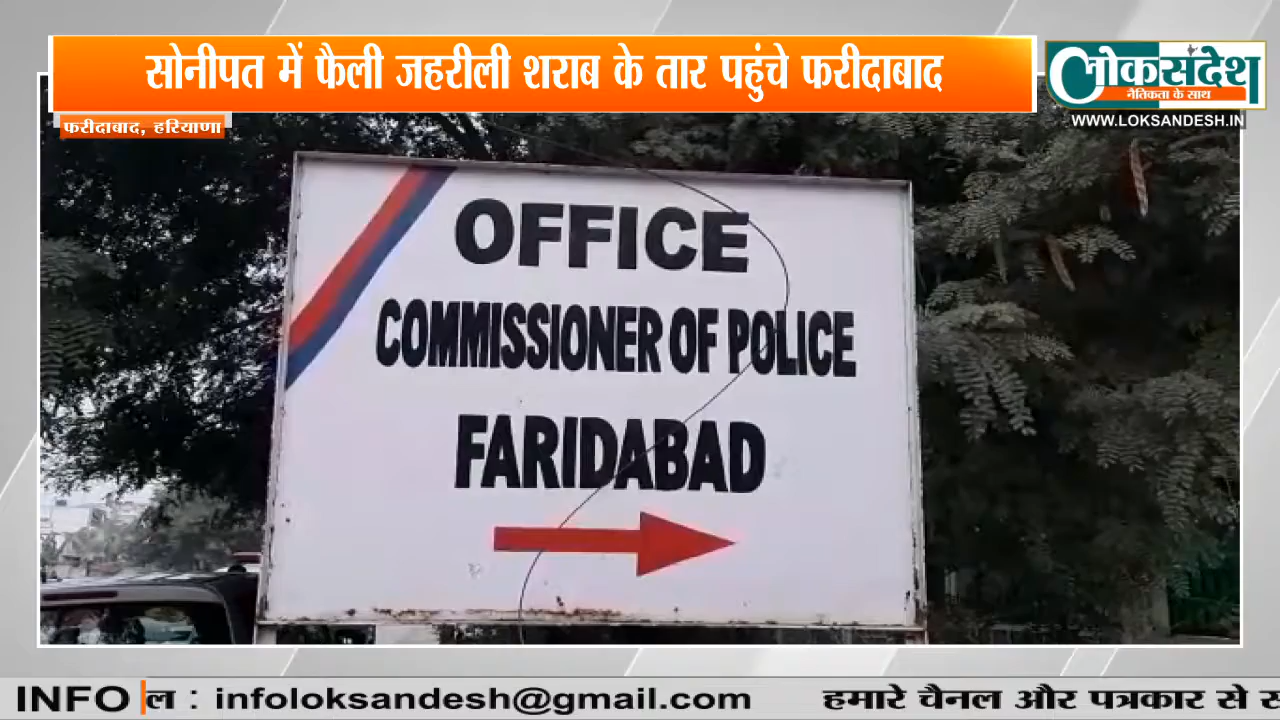 सोनीपत में फैली जहरीली शराब के तार पहुंचे फरीदाबाद
लोकसंदेश
नैतिकता के साथ
WWW.LOKSANDESH.IN
फरीदाबाद, हरियाणा
OFFICE
COMMISSIONER OF POLICE
FARIDABAD
INFO ल : infoloksandesh@gmail.com हमारे चैनल और पत्रकार से